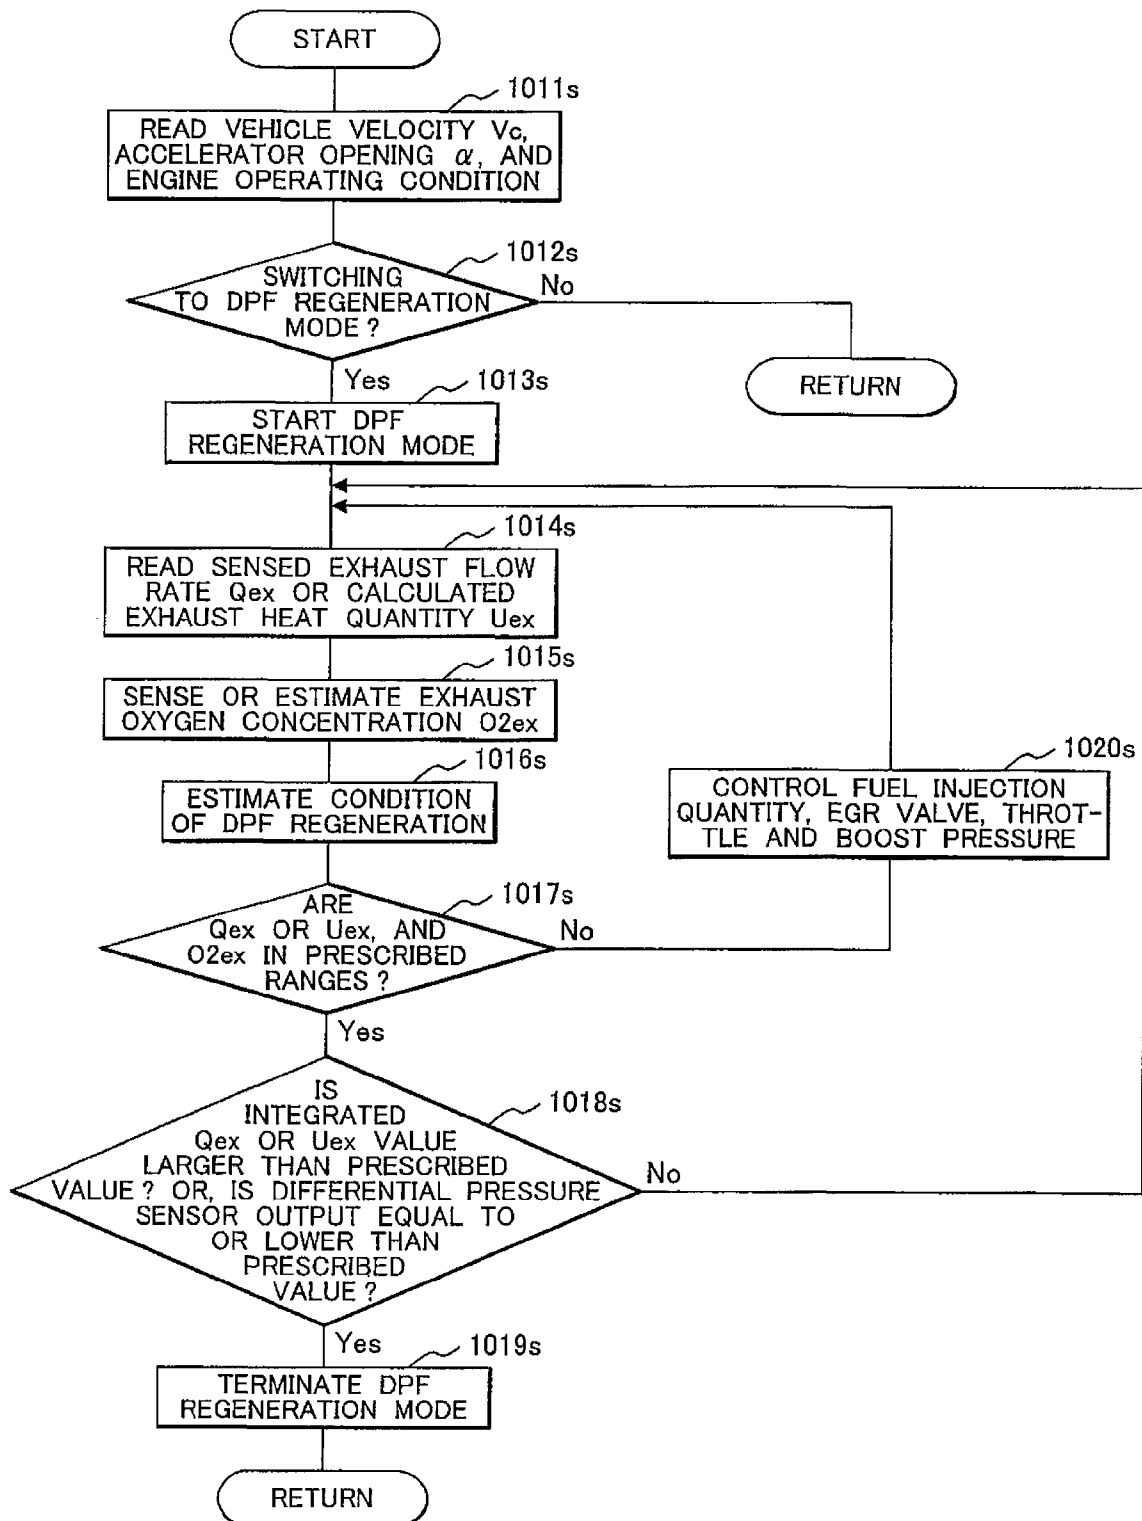 START
1011s
READ VEHICLE VELOCITY Vc,
ACCELERATOR OPENING α, AND
ENGINE OPERATING CONDITION
1012s
SWITCHING
TO DPF REGENERATION
MODE ?
No
RETURN
Yes
1013s
START DPF
REGENERATION MODE
1014s
READ SENSED EXHAUST FLOW
RATE Qex OR CALCULATED
EXHAUST HEAT QUANTITY Uex
1015s
SENSE OR ESTIMATE EXHAUST
OXYGEN CONCENTRATION O2ex
1016s
ESTIMATE CONDITION
OF DPF REGENERATION
1020s
CONTROL FUEL INJECTION
QUANTITY, EGR VALVE, THROT-
TLE AND BOOST PRESSURE
1017s
ARE
Qex OR Uex, AND
O2ex IN PRESCRIBED
RANGES ?
No
Yes
1018s
IS
INTEGRATED
Qex OR Uex VALUE
LARGER THAN PRESCRIBED
VALUE ? OR, IS DIFFERENTIAL PRESSURE
SENSOR OUTPUT EQUAL TO
OR LOWER THAN
PRESCRIBED
VALUE ?
No
Yes
1019s
TERMINATE DPF
REGENERATION MODE
RETURN